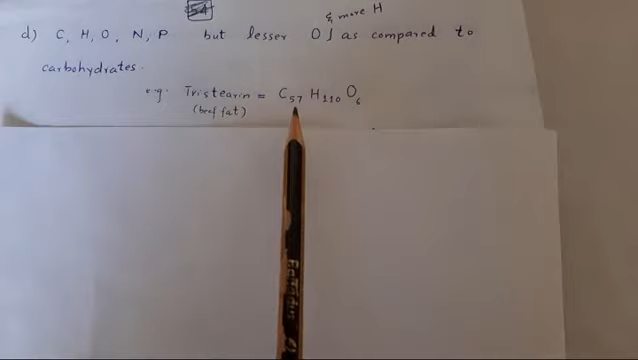 54
& more H
d) C, H, O, N, P but lesser O as compared to
carbohydrates.
e.g. Tristearin = C57 H110 O6
(beef fat)